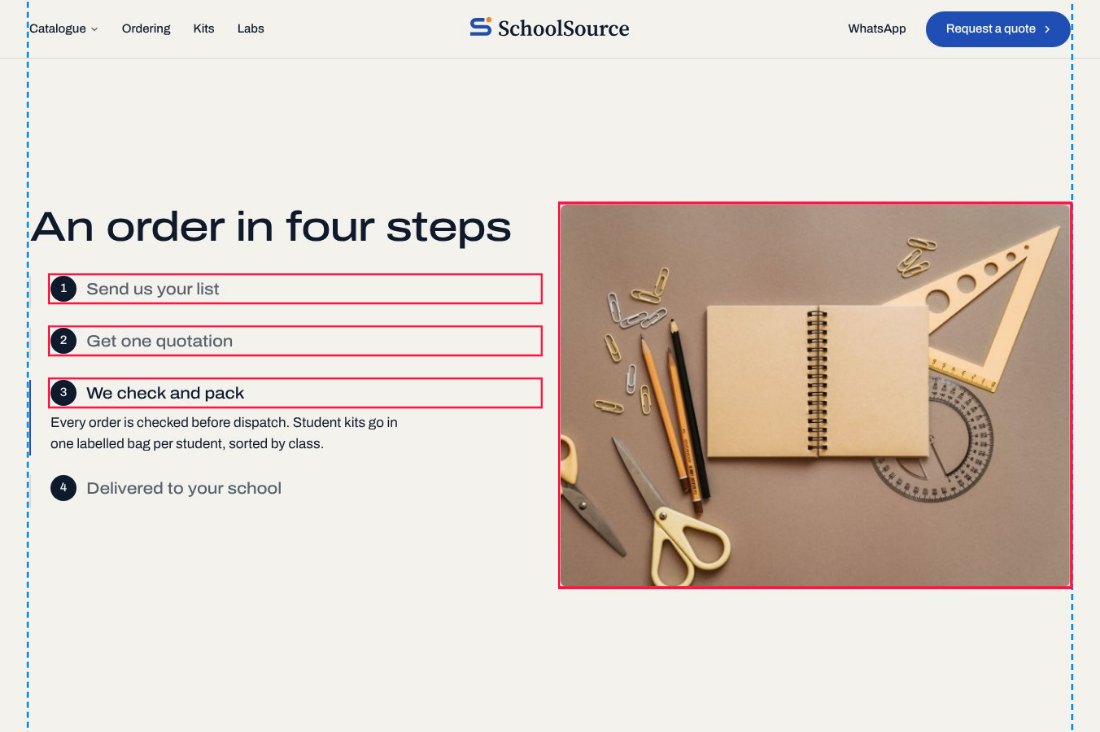 Catalogue
Ordering
Kits
Labs
SchoolSource
WhatsApp
Request a quote
An order in four steps
1 Send us your list
2 Get one quotation
3 We check and pack
Every order is checked before dispatch. Student kits go in
one labelled bag per student, sorted by class.
4 Delivered to your school